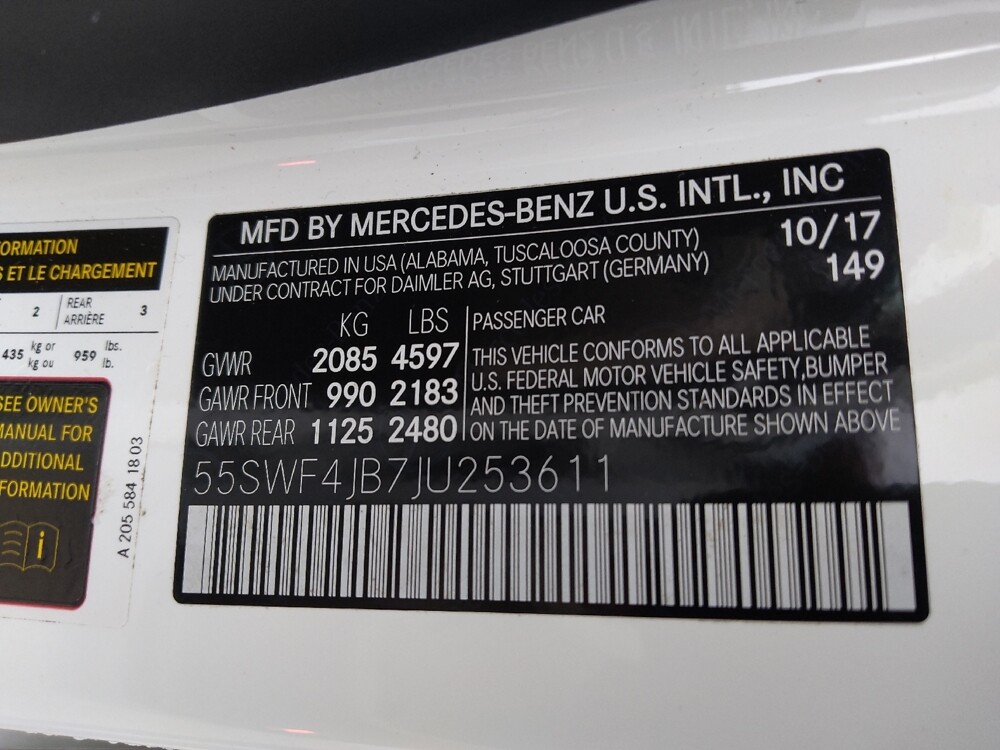 ORMATION
S ET LE CHARGEMENT
2 REAR ARRIÈRE 3
435 kg or kg ou 959 lbs. lb.
SEE OWNER'S
MANUAL FOR
DDITIONAL
FORMATION
i
A 205 584 18 03
MFD BY MERCEDES-BENZ U.S. INTL., INC
MANUFACTURED IN USA (ALABAMA, TUSCALOOSA COUNTY)
UNDER CONTRACT FOR DAIMLER AG, STUTTGART (GERMANY)
10/17
149
KG LBS
GVWR 2085 4597
GAWR FRONT 990 2183
GAWR REAR 1125 2480
PASSENGER CAR
THIS VEHICLE CONFORMS TO ALL APPLICABLE
U.S. FEDERAL MOTOR VEHICLE SAFETY,BUMPER
AND THEFT PREVENTION STANDARDS IN EFFECT
ON THE DATE OF MANUFACTURE SHOWN ABOVE
55SWF4JB7JU253611